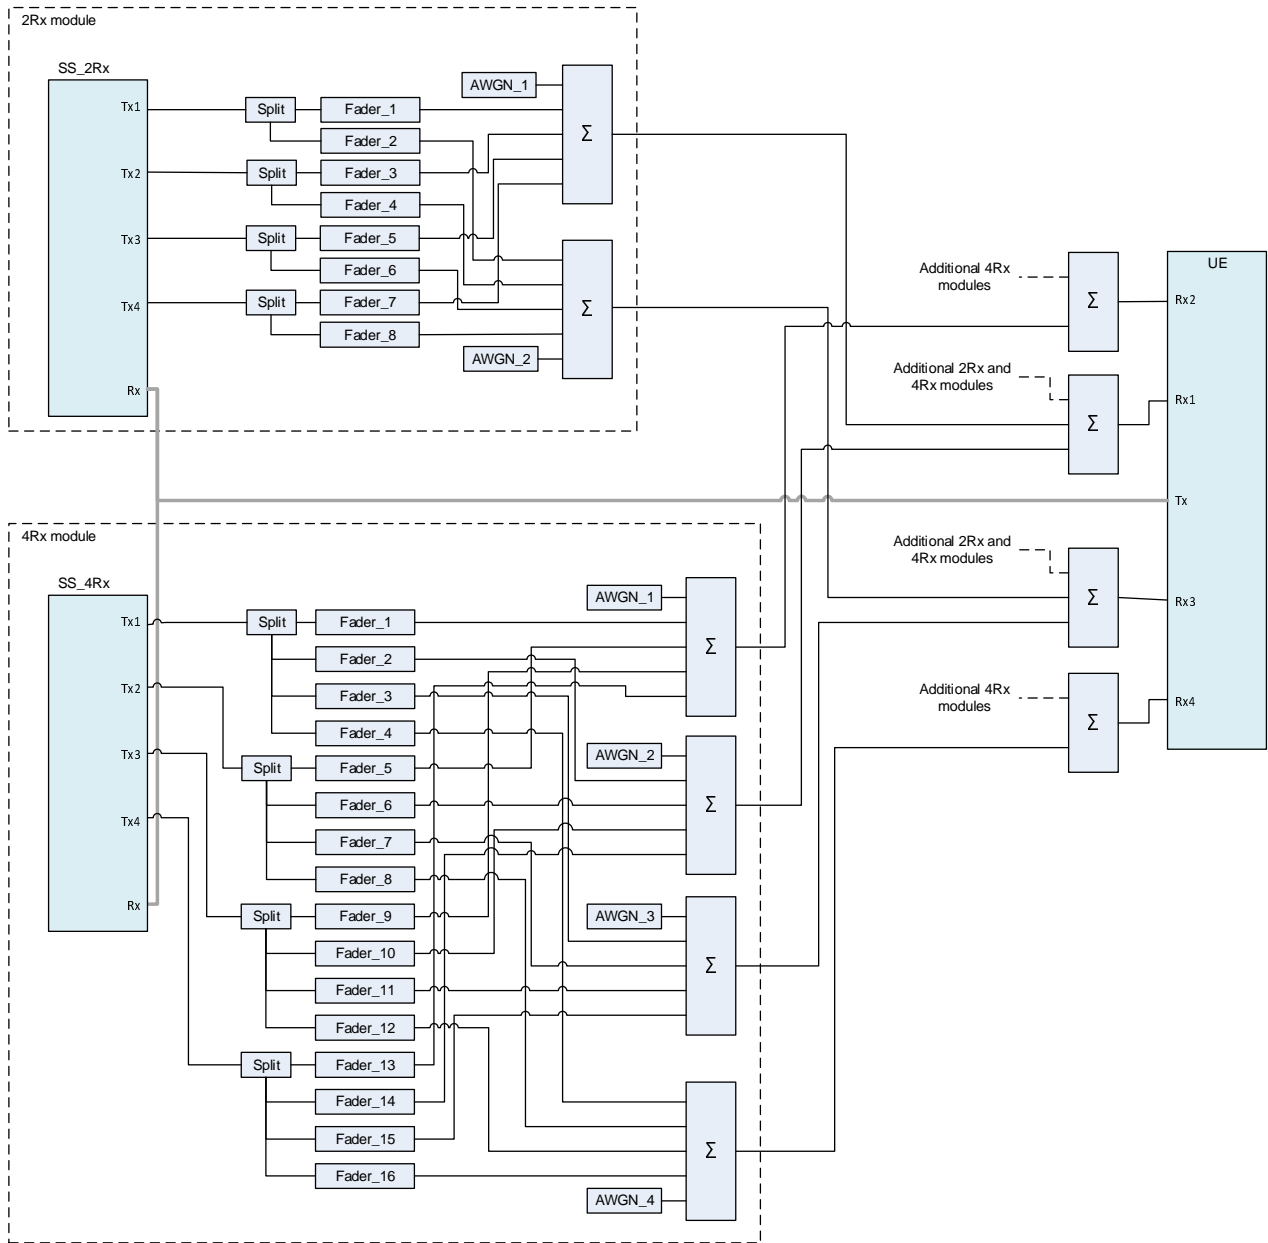 2Rx module
SS_2Rx
Tx1
Split
Fader_1
AWGN_1
Σ
Fader_2
Tx2
Split
Fader_3
Fader_4
Tx3
Split
Fader_5
Fader_6
Tx4
Split
Fader_7
Σ
Fader_8
AWGN_2
Rx
Additional 4Rx
modules
Σ
Additional 2Rx and
4Rx modules
Σ
UE
Rx2
Rx1
Tx
Rx3
Rx4
Additional 2Rx and
4Rx modules
Σ
Additional 4Rx
modules
Σ
4Rx module
SS_4Rx
Tx1
Tx2
Tx3
Tx4
Rx
Split
Fader_1
Fader_2
Fader_3
Fader_4
Split
Fader_5
Fader_6
Fader_7
Fader_8
Split
Fader_9
Fader_10
Fader_11
Fader_12
Split
Fader_13
Fader_14
Fader_15
Fader_16
AWGN_1
Σ
AWGN_2
Σ
AWGN_3
Σ
Σ
AWGN_4